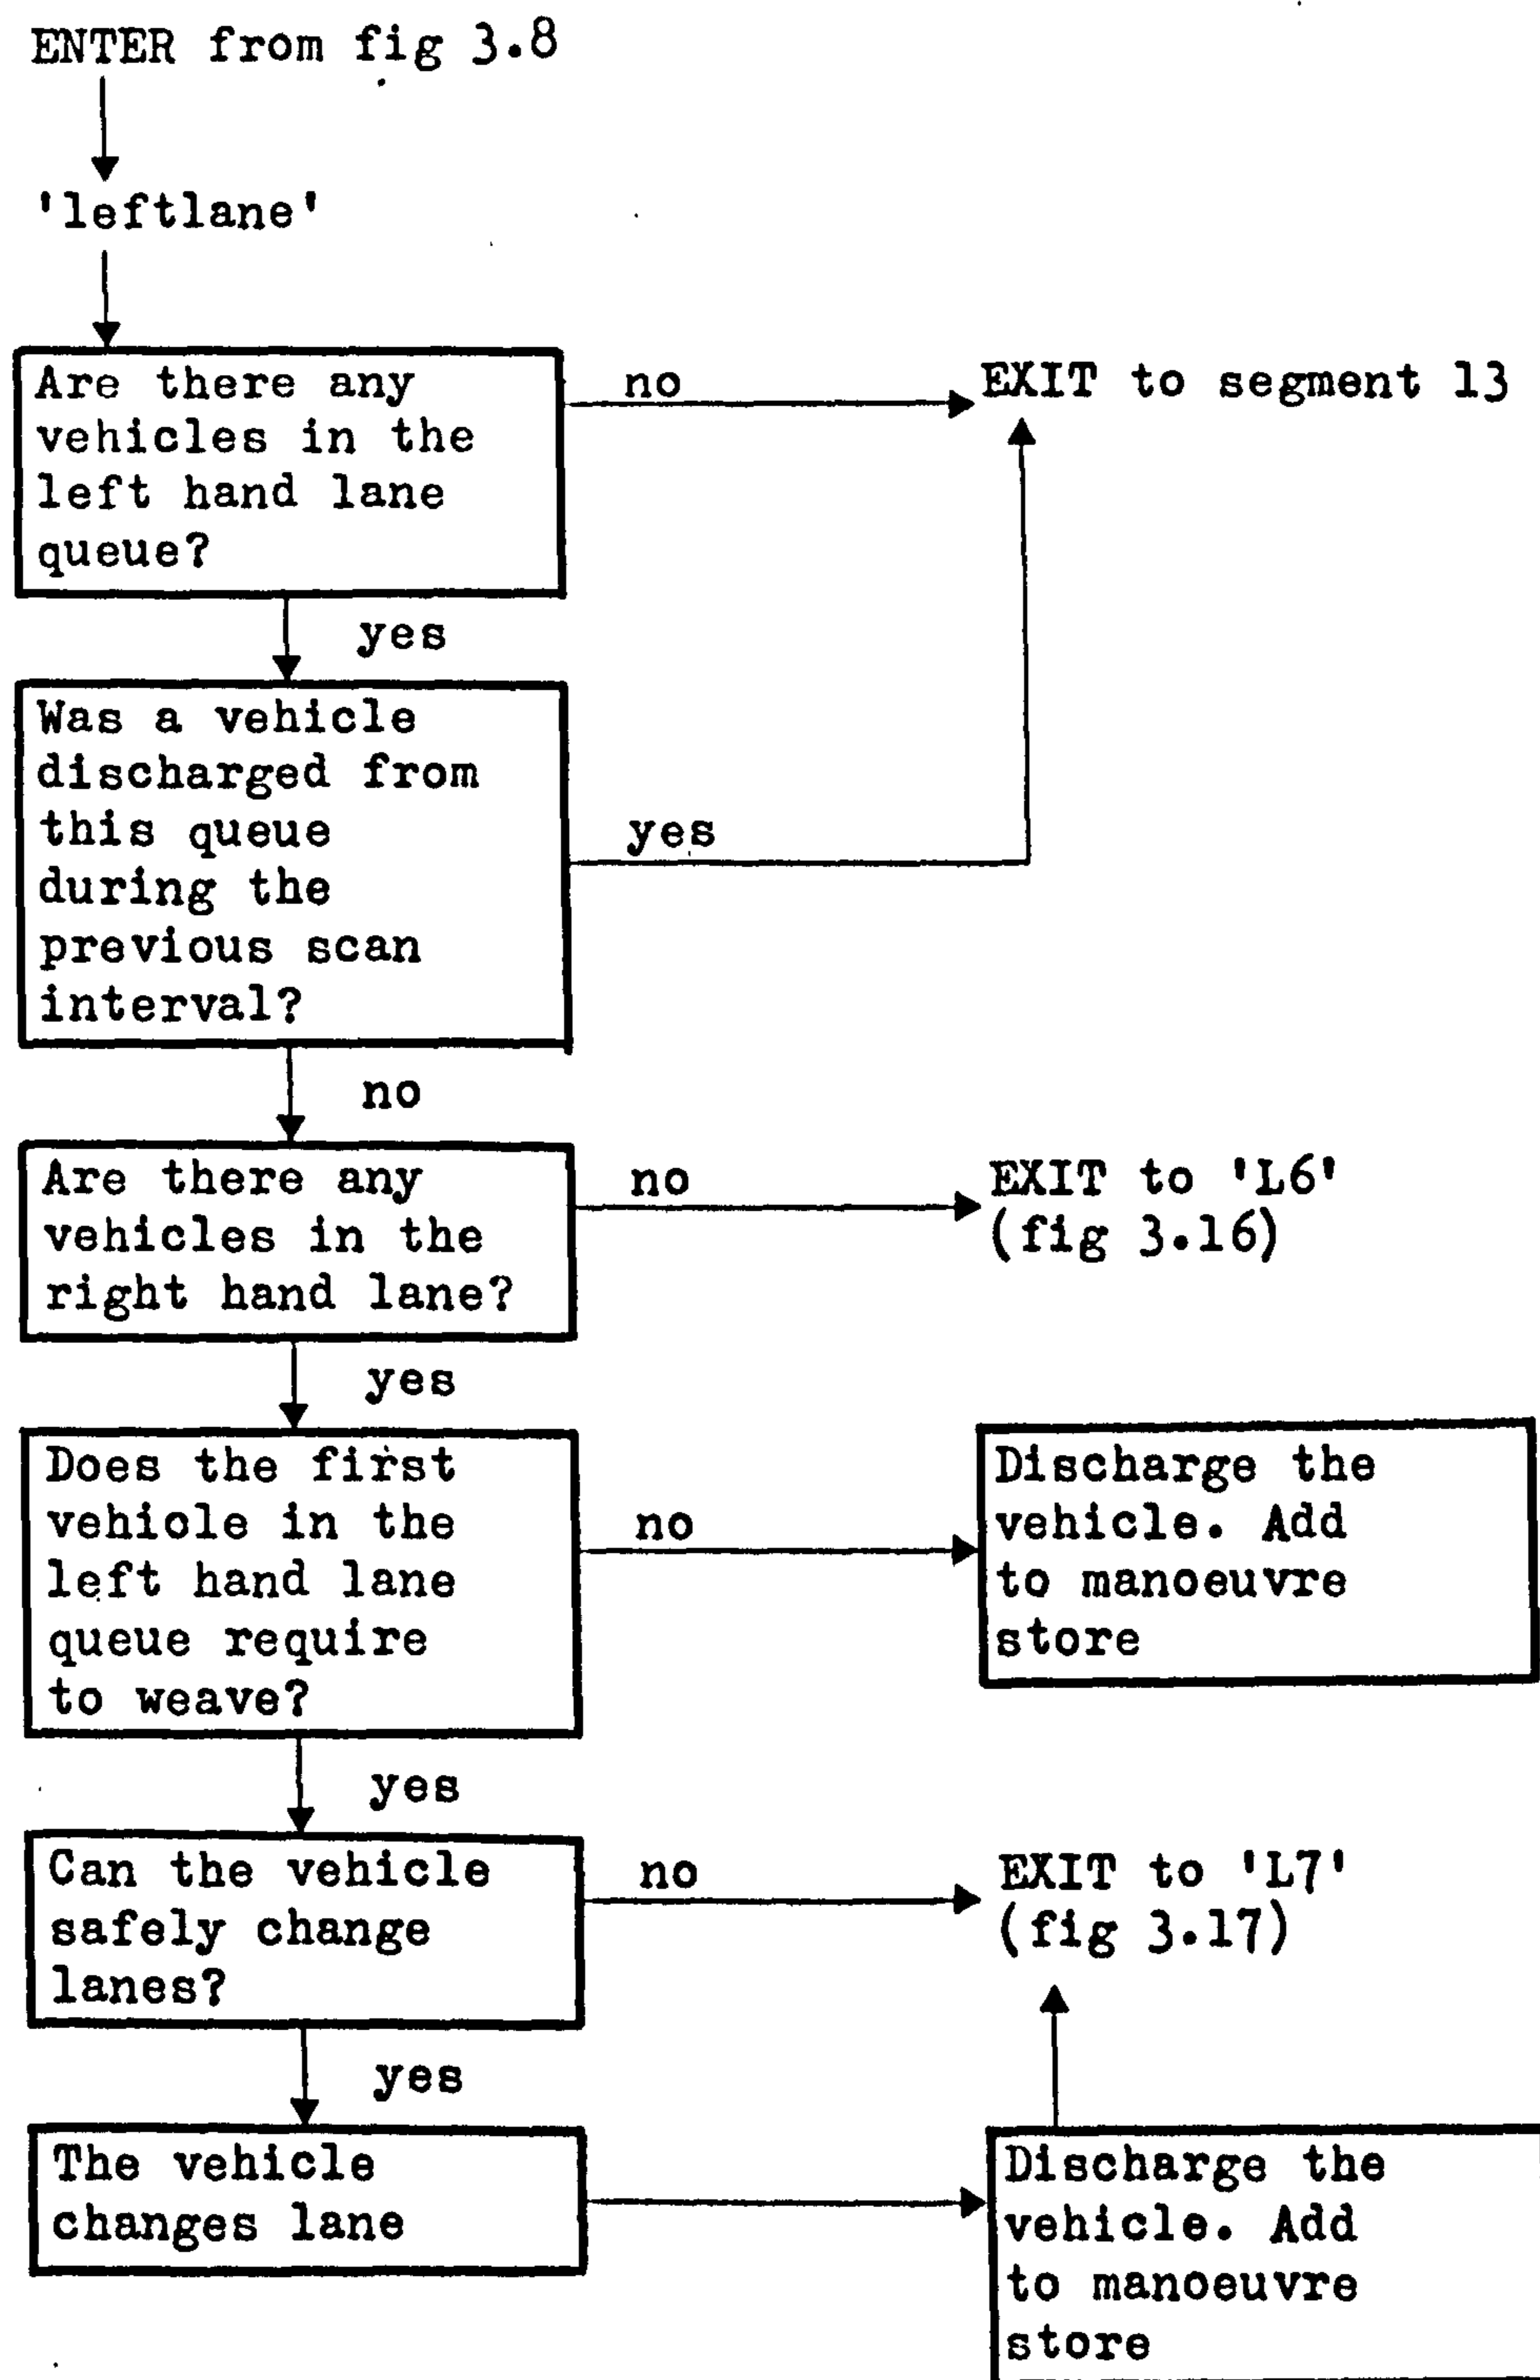 ENTER from fig 3.8
'leftlane'
Are there any
vehicles in the
left hand lane
queue?
no
EXIT to segment 13
yes
Was a vehicle
discharged from
this queue
during the
previous scan
interval?
yes
no
Are there any
vehicles in the
right hand lane?
no
EXIT to 'L6'
(fig 3.16)
yes
Does the first
vehicle in the
left hand lane
queue require
to weave?
no
Discharge the
vehicle. Add
to manoeuvre
store
yes
Can the vehicle
safely change
lanes?
no
EXIT to 'L7'
(fig 3.17)
yes
The vehicle
changes lane
Discharge the
vehicle. Add
to manoeuvre
store